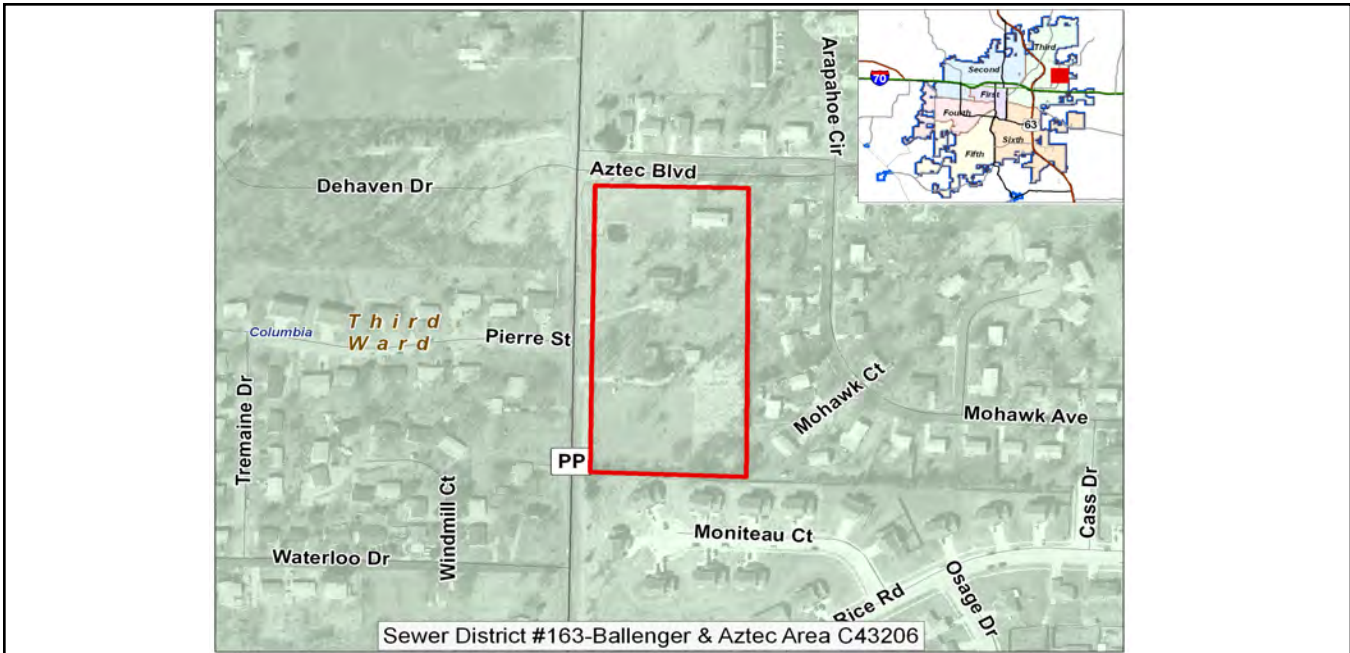 Arapahoe Cir
Second
Third
70
First
Fourth
63
Sixth
Fifth
Aztec Blvd
Dehaven Dr
Third
Ward
Columbia
Pierre St
Tremaine Dr
Mohawk Ct
Mohawk Ave
PP
Windmill Ct
Cass Dr
Moniteau Ct
Waterloo Dr
Rice Rd
Osage Dr
Sewer District #163-Ballenger & Aztec Area C43206